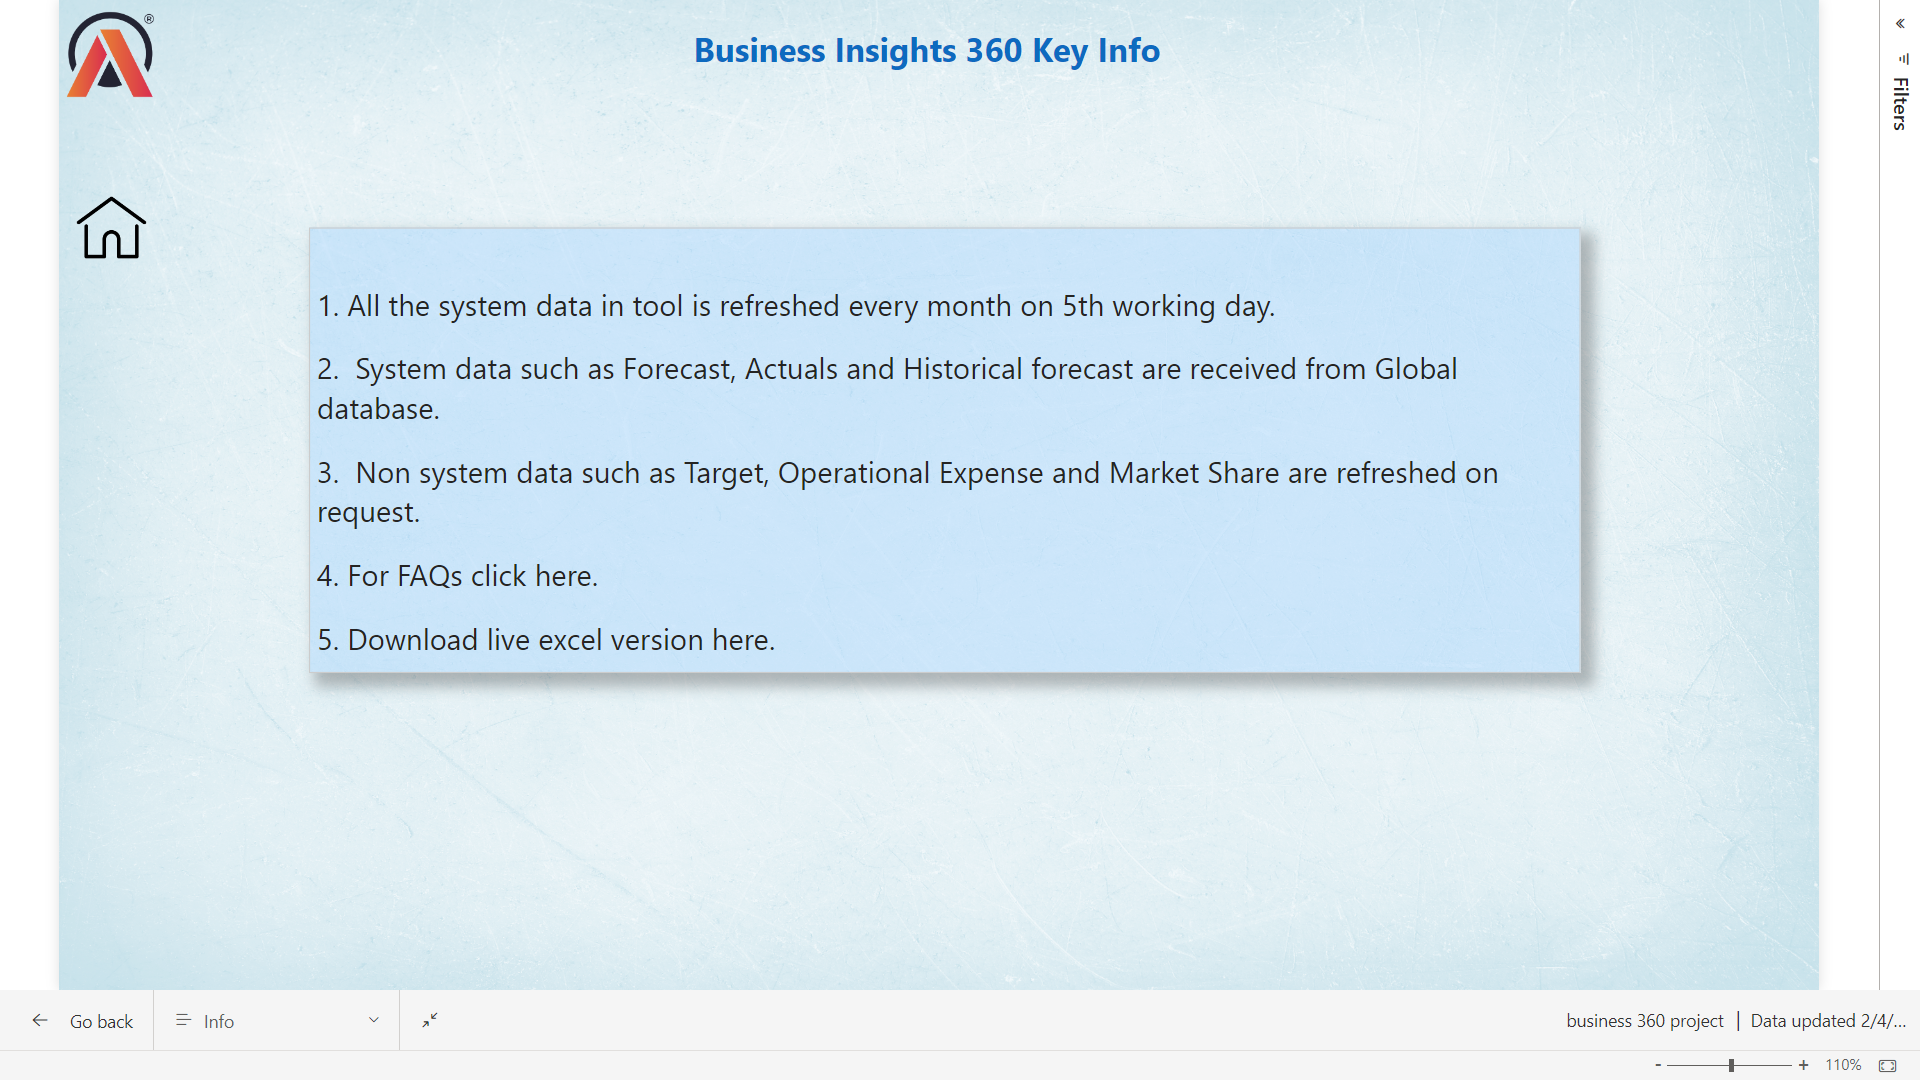 ®
Business Insights 360 Key Info
Filters
1. All the system data in tool is refreshed every month on 5th working day.
2.  System data such as Forecast, Actuals and Historical forecast are received from Global
database.
3.  Non system data such as Target, Operational Expense and Market Share are refreshed on
request.
4. For FAQs click here.
5. Download live excel version here.
Go back
Info
business 360 project | Data updated 2/4/...
- + 110%